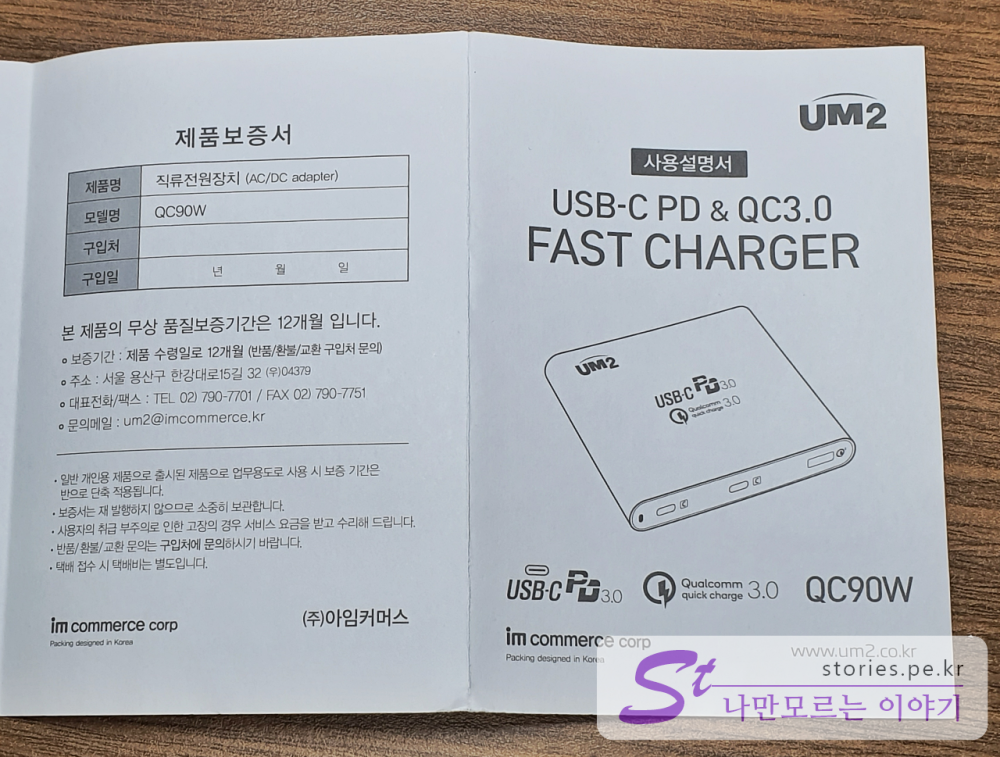 제품보증서
제품명 직류전원장치 (AC/DC adapter)
모델명 QC90W
구입처
구입일 년 월 일
본 제품의 무상 품질보증기간은 12개월 입니다.
• 보증기간 : 제품 수령일로 12개월 (반품/환불/교환 구입처 문의)
• 주소 : 서울 용산구 한강대로15길 32 (우)04379
• 대표전화/팩스 : TEL 02) 790-7701 / FAX 02) 790-7751
• 문의메일 : um2@imcommerce.kr
• 일반 개인용 제품으로 출시된 제품으로 업무용도로 사용 시 보증 기간은
반으로 단축 적용됩니다.
• 보증서는 재 발행하지 않으므로 소중히 보관합니다.
• 사용자의 취급 부주의로 인한 고장의 경우 서비스 요금을 받고 수리해 드립니다.
• 반품/환불/교환 문의는 구입처에 문의하시기 바랍니다.
• 택배 접수 시 택배비는 별도입니다.
im commerce corp
Packing designed in Korea
(주)아임커머스
UM2
사용설명서
USB-C PD & QC3.0
FAST CHARGER
UM2
USB-C PD 3.0
Qualcomm
quick charge 3.0
USB-C PD 3.0
Qualcomm
quick charge 3.0
QC90W
im commerce corp
Packing designed in Korea
www.um2.co.kr
stories.pe.kr
St
나만모르는 이야기